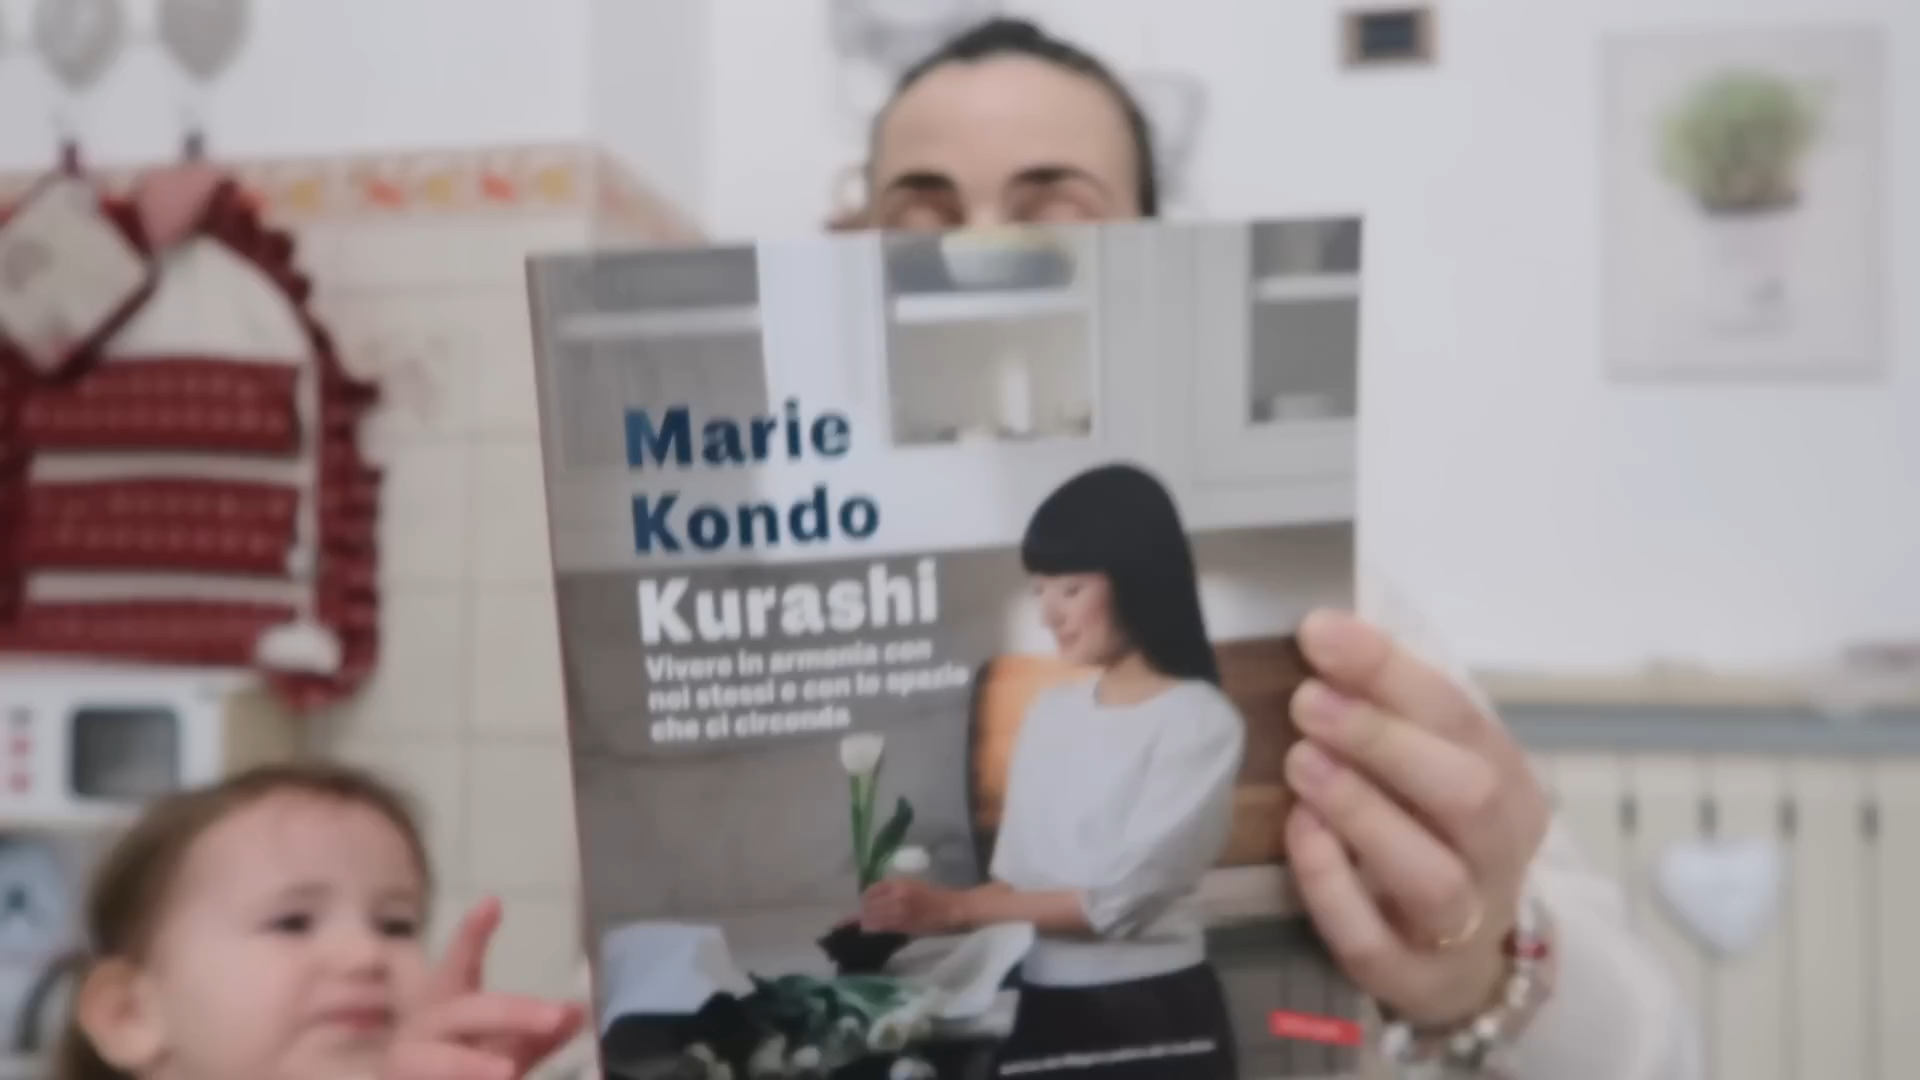 Marie
Kondo
Kurashi
Vivere in armonia con
noi stessi e con lo spazio
che ci circonda